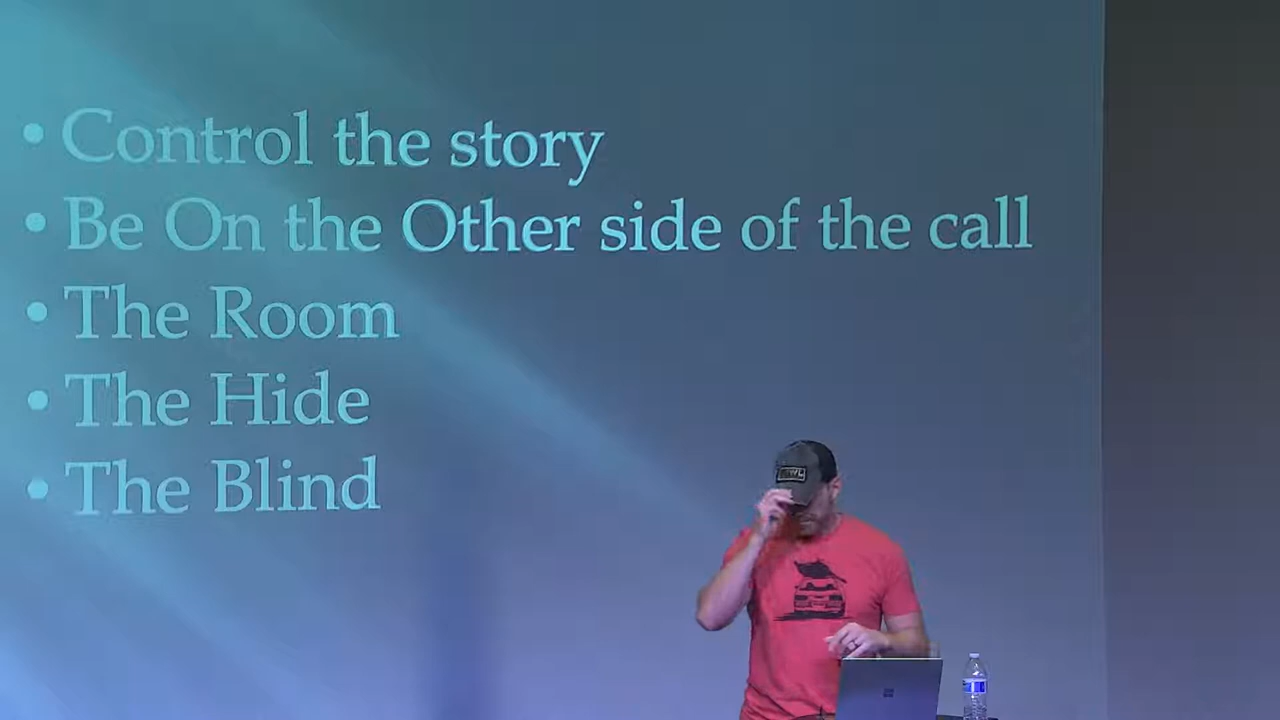 • Control the story
• Be On the Other side of the call
• The Room
• The Hide
• The Blind